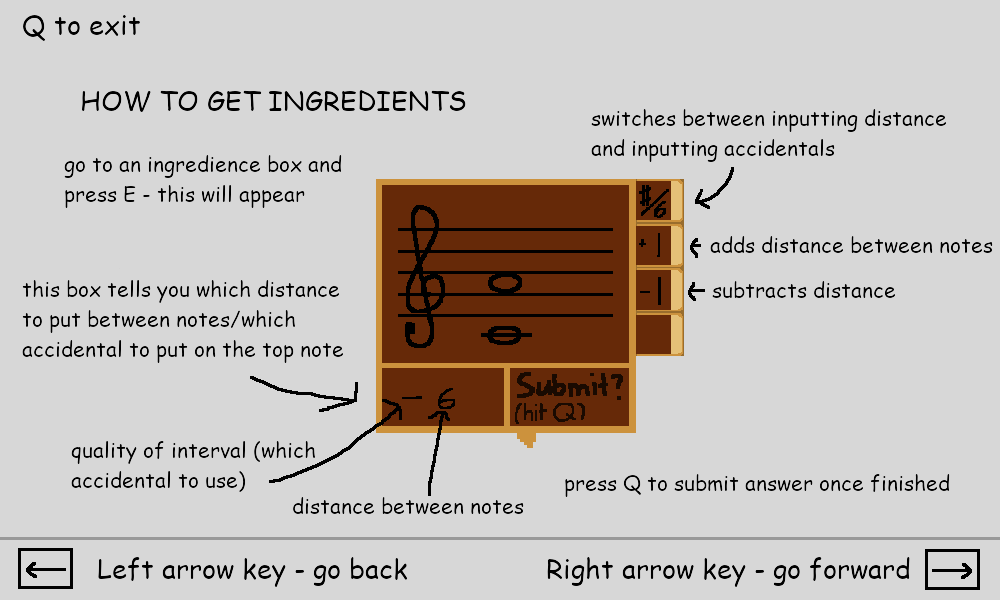 Q to exit
HOW TO GET INGREDIENTS
go to an ingredience box and
press E - this will appear
switches between inputting distance
and inputting accidentals
#/b
+1
adds distance between notes
-1
subtracts distance
this box tells you which distance
to put between notes/which
accidental to put on the top note
- 6
Submit?
(hit Q)
quality of interval (which
accidental to use)
distance between notes
press Q to submit answer once finished
Left arrow key - go back
Right arrow key - go forward